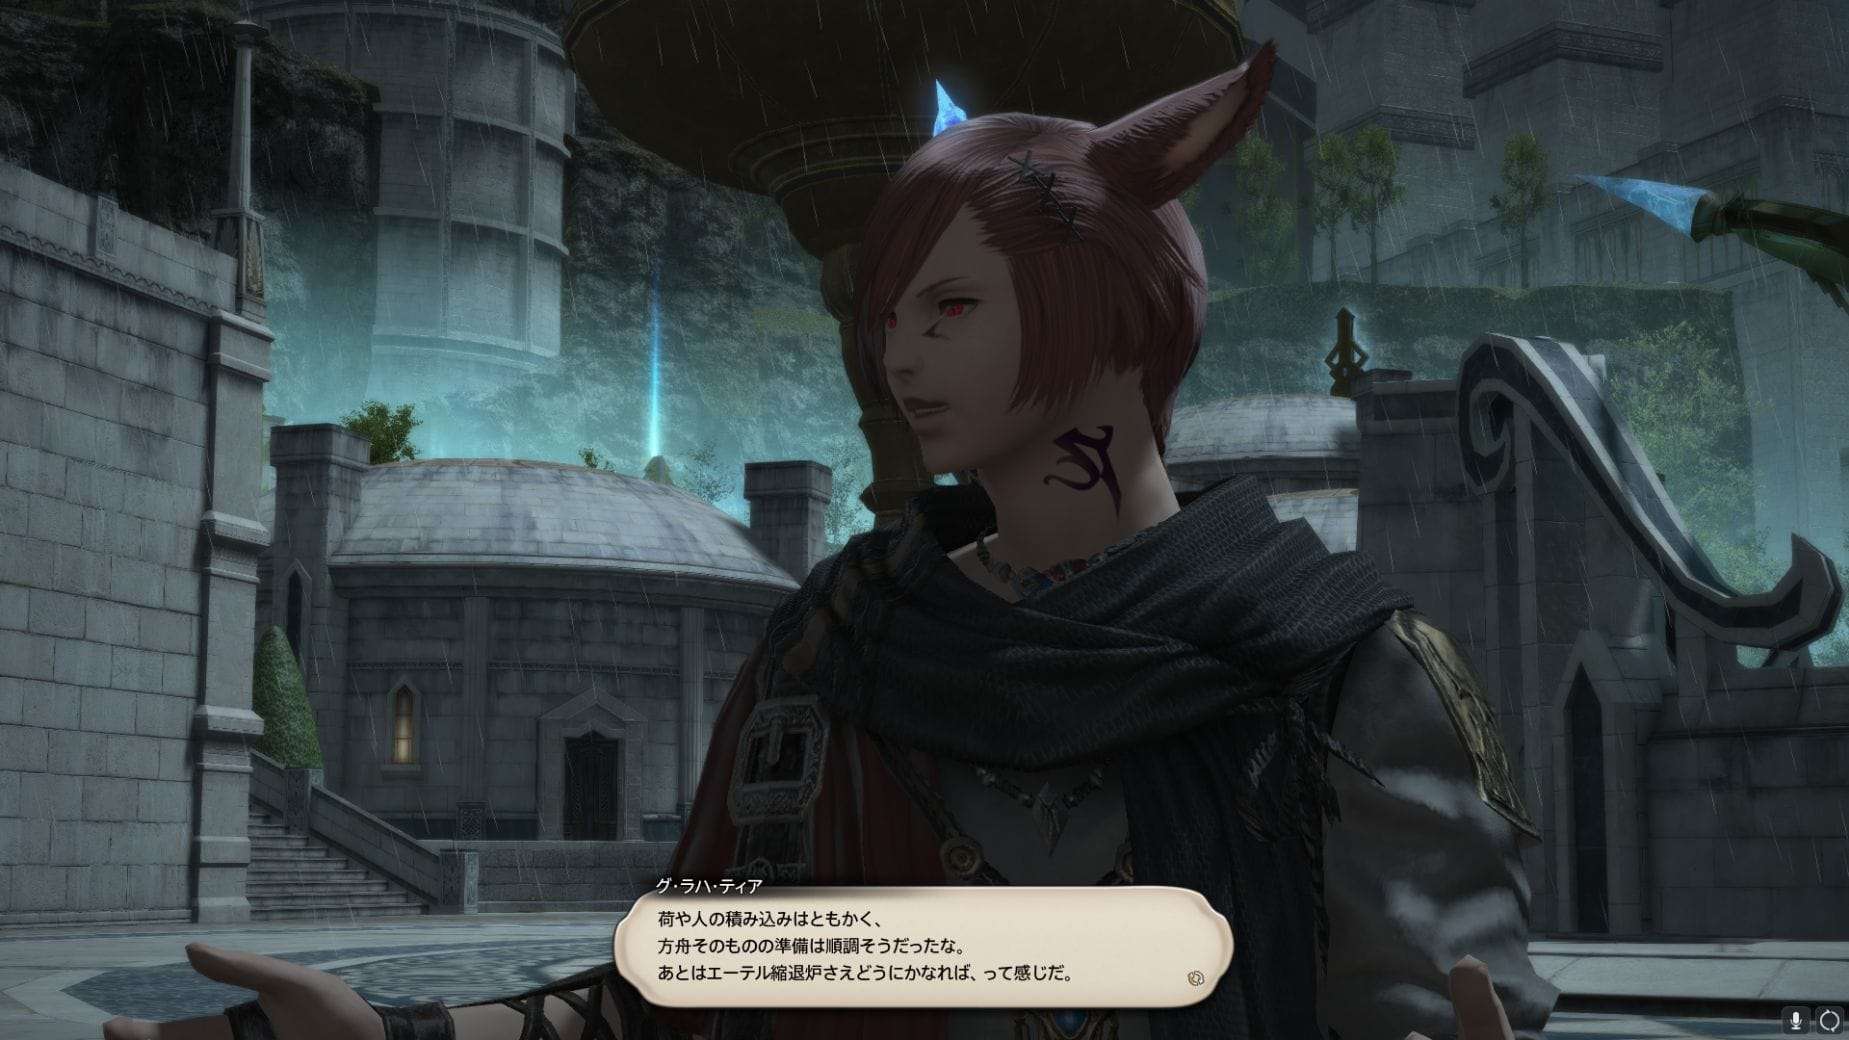 グ・ラハ・ティア
荷や人の積み込みはともかく、
方舟そのものの準備は順調そうだったな。
あとはエーテル縮退炉さえどうにかなれば、って感じだ。